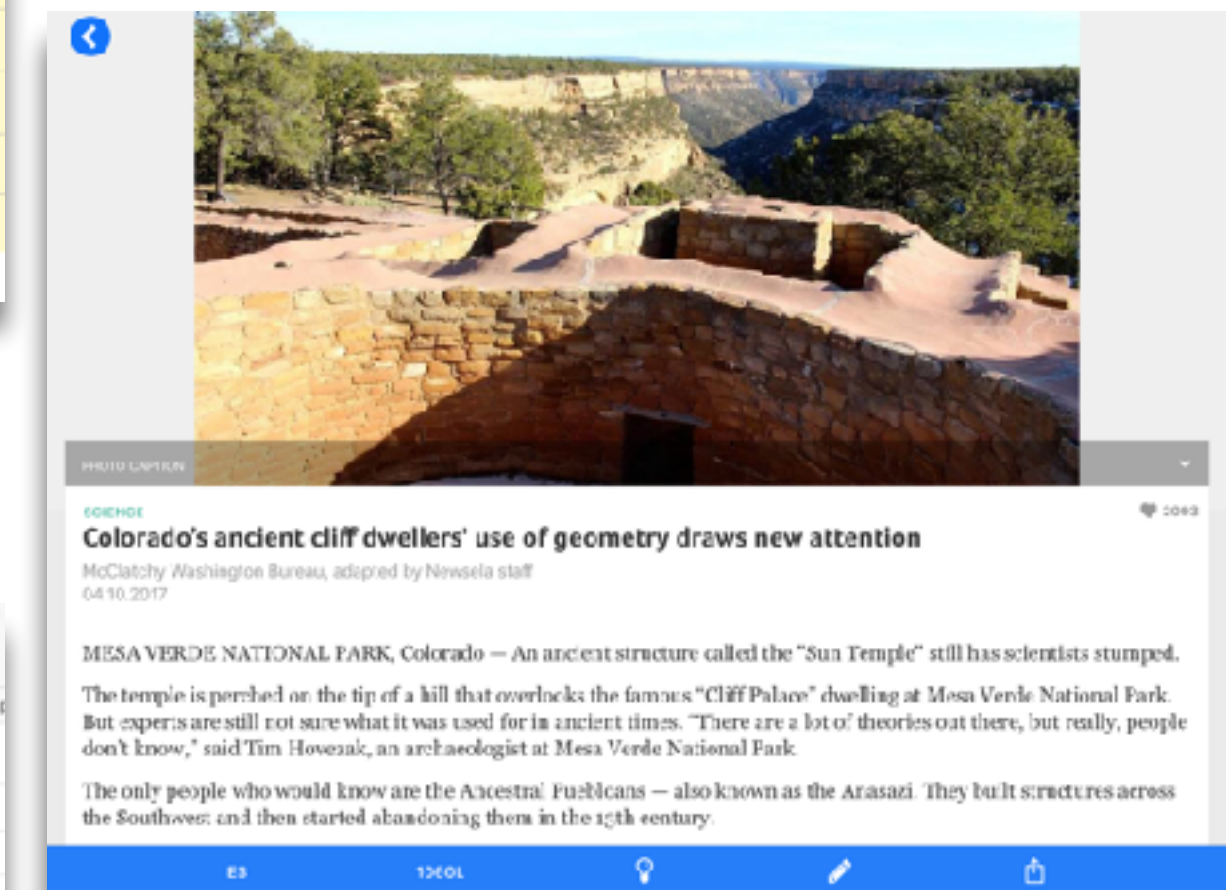 PHOTO CAPTION
SCIENCE
Colorado's ancient cliff dwellers' use of geometry draws new attention
McClatchy Washington Bureau, adapted by Newsela staff
04.10.2017
MESA VERDE NATIONAL PARK, Colorado — An ancient structure called the "Sun Temple" still has scientists stumped.
The temple is perched on the tip of a hill that overlooks the famous "Cliff Palace" dwelling at Mesa Verde National Park.
But experts are still not sure what it was used for in ancient times. "There are a lot of theories out there, but really, people
don't know," said Tim Hovezak, an archaeologist at Mesa Verde National Park.
The only people who would know are the Ancestral Puebloans — also known as the Anasazi. They built structures across
the Southwest and then started abandoning them in the 13th century.